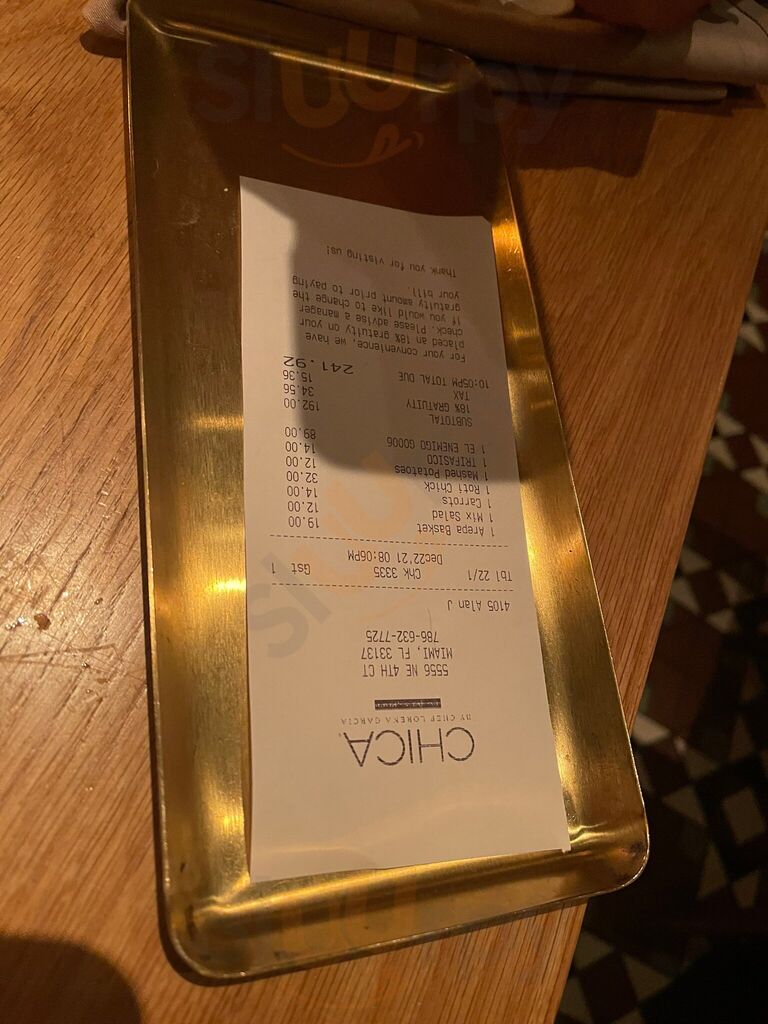 CHICA.
BY CHEF LORENA GARCIA
5556 NE 4TH CT
MIAMI, FL 33137
786-632-7725
4105 Alan J
Tbl 22/1 Chk 3335 Gst 1
Dec22'21 08:06PM
1 Arepa Basket 19.00
1 Mix Salad 12.00
1 Carrots 14.00
1 Roti Chick 32.00
1 Mashed Potatoes 12.00
1 TRIFASICO 14.00
1 EL ENEMIGO GO006 89.00
SUBTOTAL 192.00
18% GRATUITY 34.56
TAX 15.36
10:05PM TOTAL DUE 241.92
For your convenience, we have
placed an 18% gratuity on your
check. Please advise a manager
if you would like to change the
gratuity amount prior to paying
your bill.
Thank you for visting us!
sluurpy
sluu